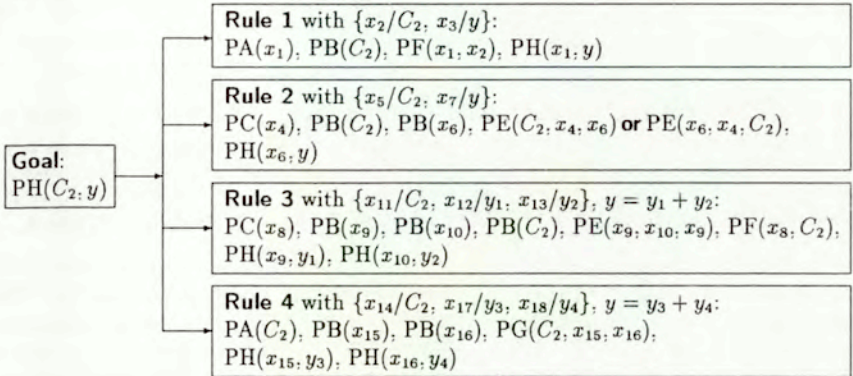 Rule 1 with {x₂/C₂, x₃/y}:
PA(x₁), PB(C₂), PF(x₁, x₂), PH(x₁, y)
Rule 2 with {x₅/C₂, x₇/y}:
PC(x₄), PB(C₂), PB(x₆), PE(C₂, x₄, x₆) or PE(x₆, x₄, C₂),
PH(x₆, y)
Goal:
PH(C₂, y)
Rule 3 with {x₁₁/C₂, x₁₂/y₁, x₁₃/y₂}, y = y₁ + y₂:
PC(x₈), PB(x₉), PB(x₁₀), PB(C₂), PE(x₉, x₁₀, x₉), PF(x₈, C₂),
PH(x₉, y₁), PH(x₁₀, y₂)
Rule 4 with {x₁₄/C₂, x₁₇/y₃, x₁₈/y₄}, y = y₃ + y₄:
PA(C₂), PB(x₁₅), PB(x₁₆), PG(C₂, x₁₅, x₁₆),
PH(x₁₅, y₃), PH(x₁₆, y₄)